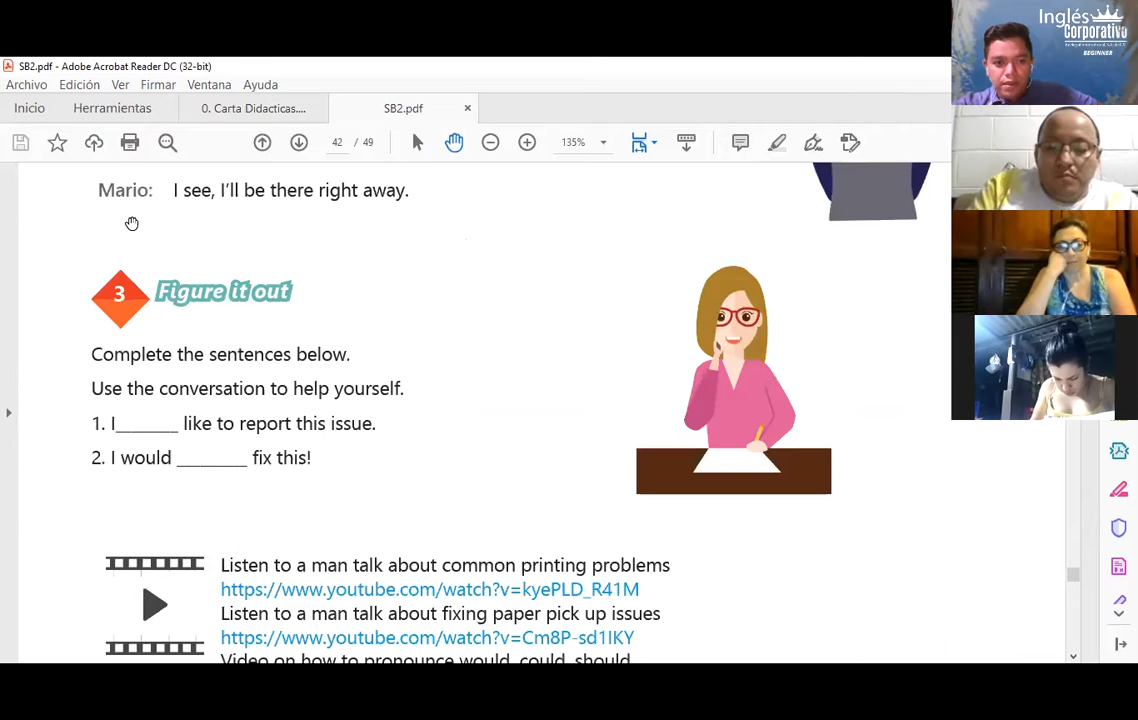 Inglés
Corporativo
BEGINNER
SB2.pdf - Adobe Acrobat Reader DC (32-bit)
Archivo Edición Ver Firmar Ventana Ayuda
Inicio Herramientas 0. Carta Didacticas.... SB2.pdf ×
42 / 49 135%
Mario: I see, I'll be there right away.
3 Figure it out
Complete the sentences below.
Use the conversation to help yourself.
1. I_______ like to report this issue.
2. I would ________ fix this!
Listen to a man talk about common printing problems
https://www.youtube.com/watch?v=kyePLD_R41M
Listen to a man talk about fixing paper pick up issues
https://www.youtube.com/watch?v=Cm8P-sd1IKY
Video on how to pronounce would, could, should